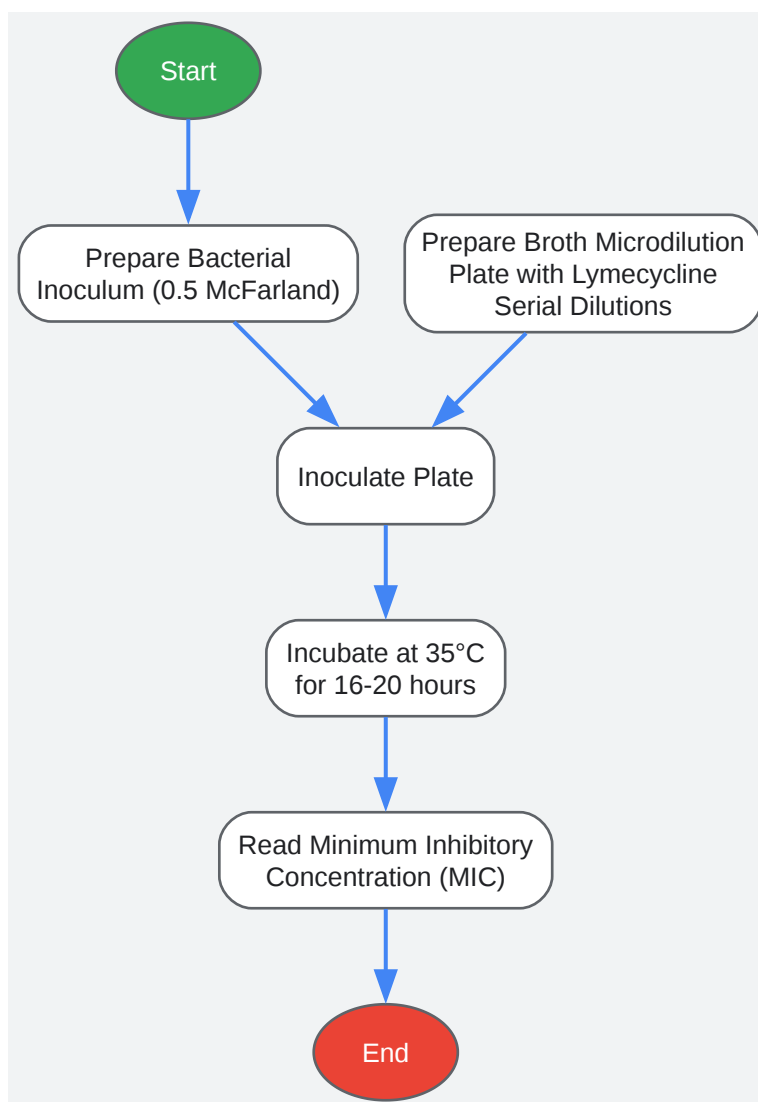 Start
Prepare Bacterial
Inoculum (0.5 McFarland)
Prepare Broth Microdilution
Plate with Lymecycline
Serial Dilutions
Inoculate Plate
Incubate at 35°C
for 16-20 hours
Read Minimum Inhibitory
Concentration (MIC)
End